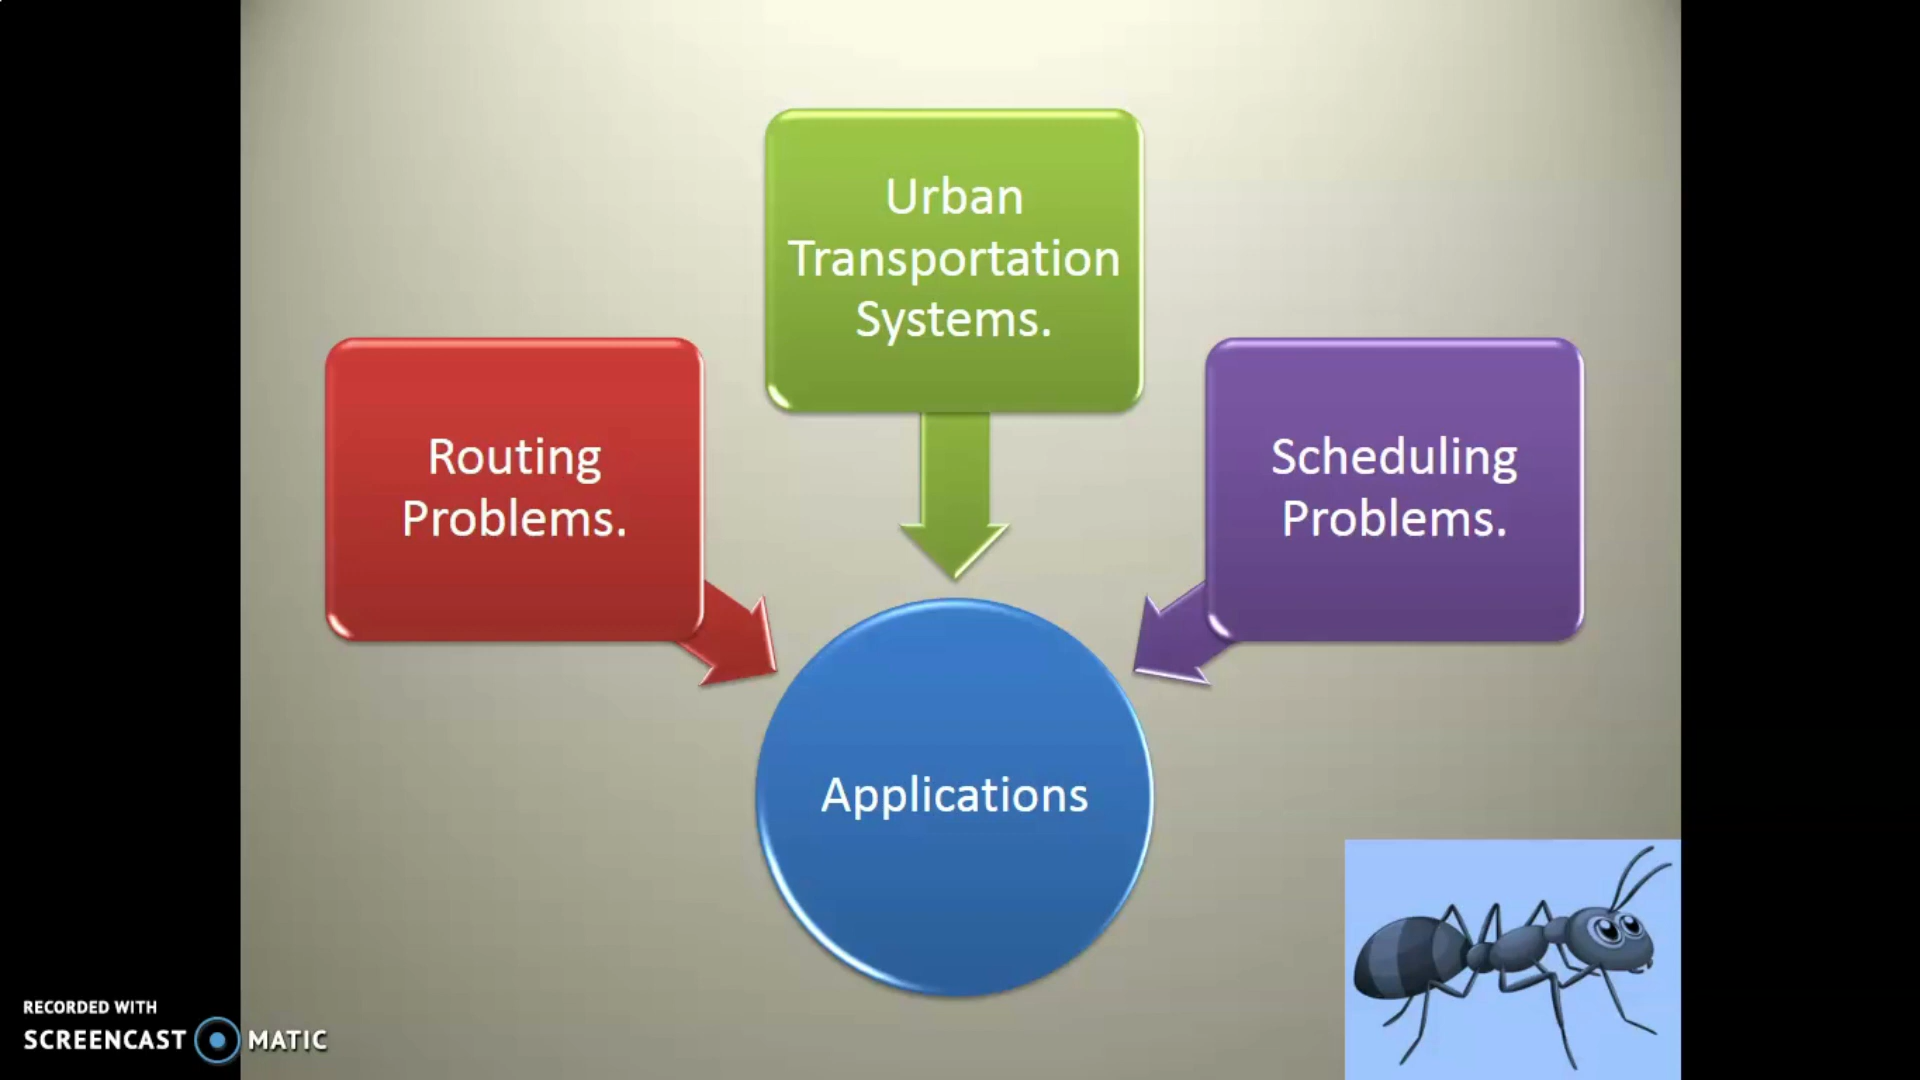 Urban
Transportation
Systems.
Routing
Problems.
Scheduling
Problems.
Applications
RECORDED WITH
SCREENCAST MATIC